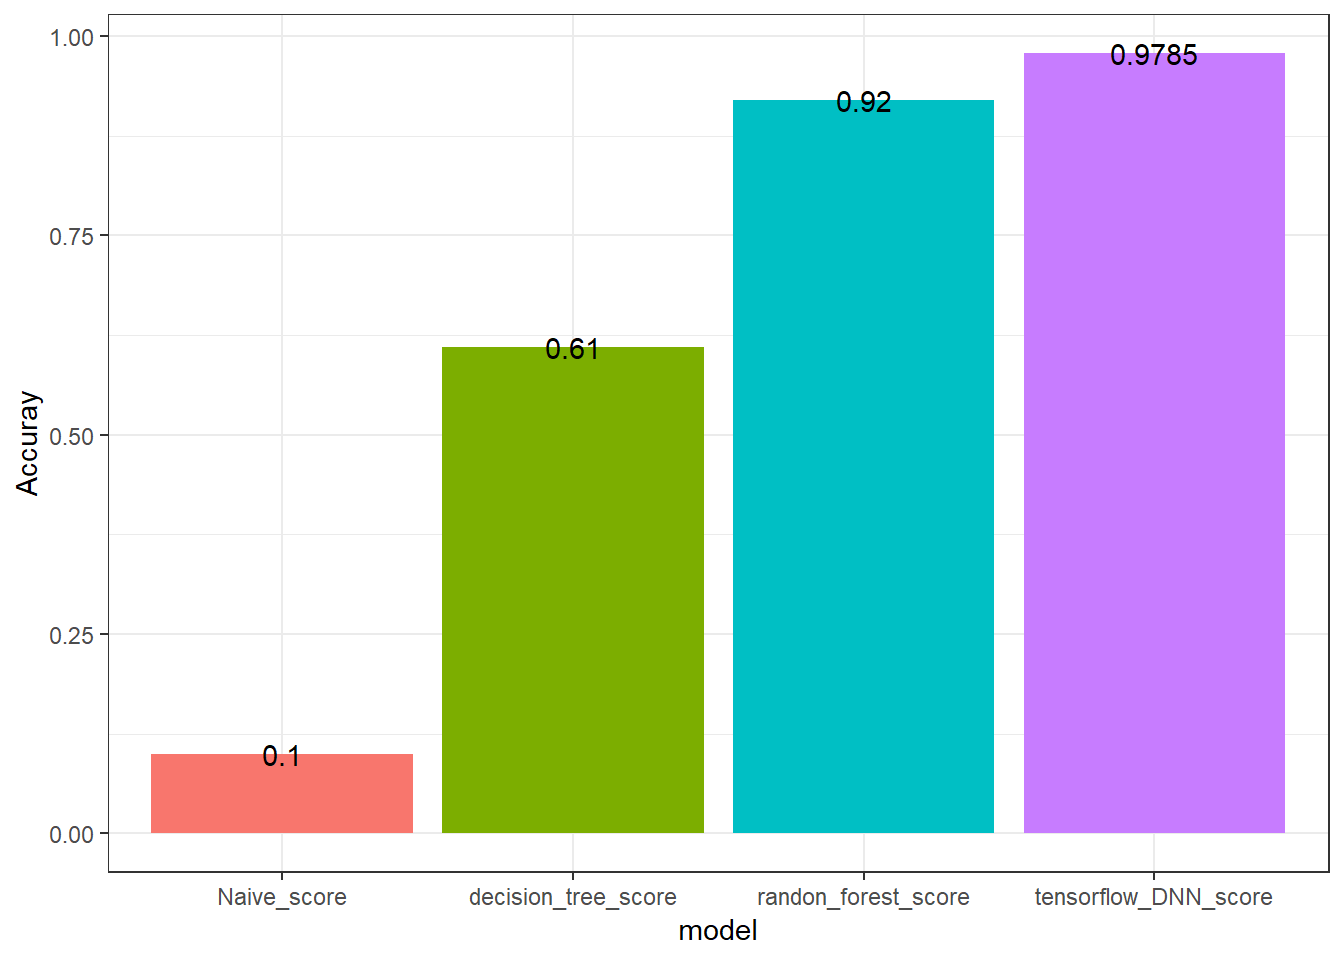 1.00
0.75
0.50
0.25
0.00
Accuray
0.1
0.61
0.92
0.9785
Naive_score
decision_tree_score
randon_forest_score
tensorflow_DNN_score
model